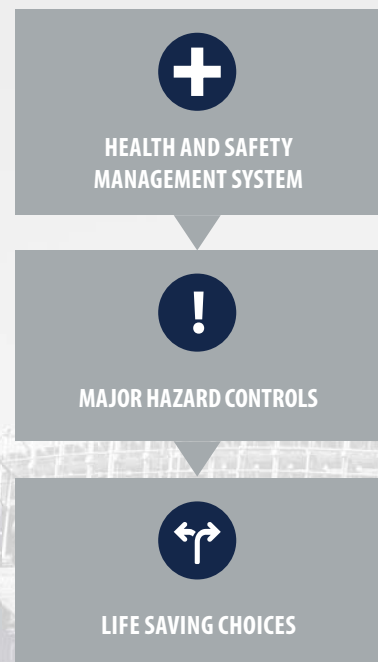 HEALTH AND SAFETY
MANAGEMENT SYSTEM
MAJOR HAZARD CONTROLS
LIFE SAVING CHOICES